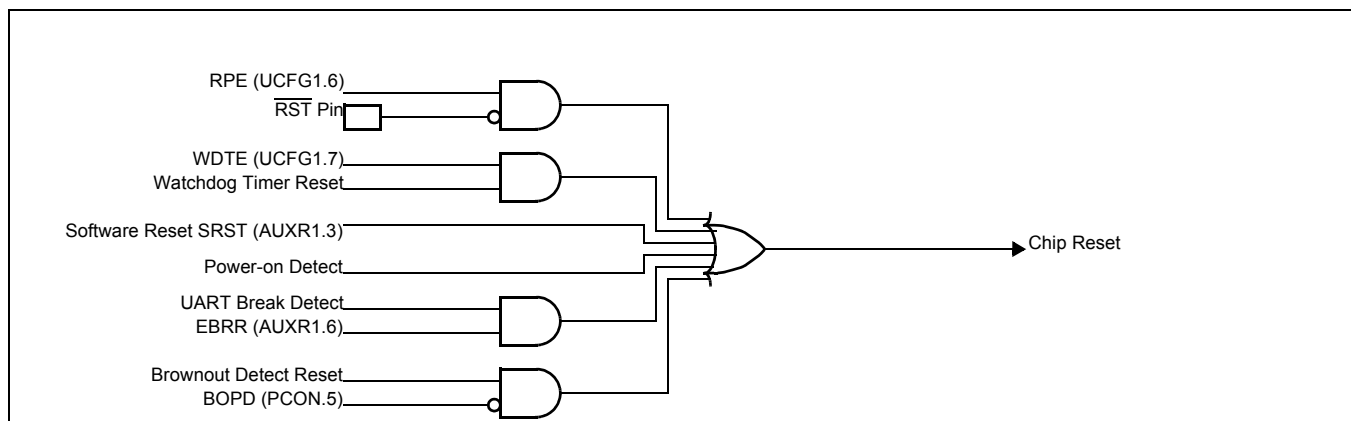 RPE (UCFG1.6)
RST Pin
WDTE (UCFG1.7)
Watchdog Timer Reset
Software Reset SRST (AUXR1.3)
Chip Reset
Power-on Detect
UART Break Detect
EBRR (AUXR1.6)
Brownout Detect Reset
BOPD (PCON.5)